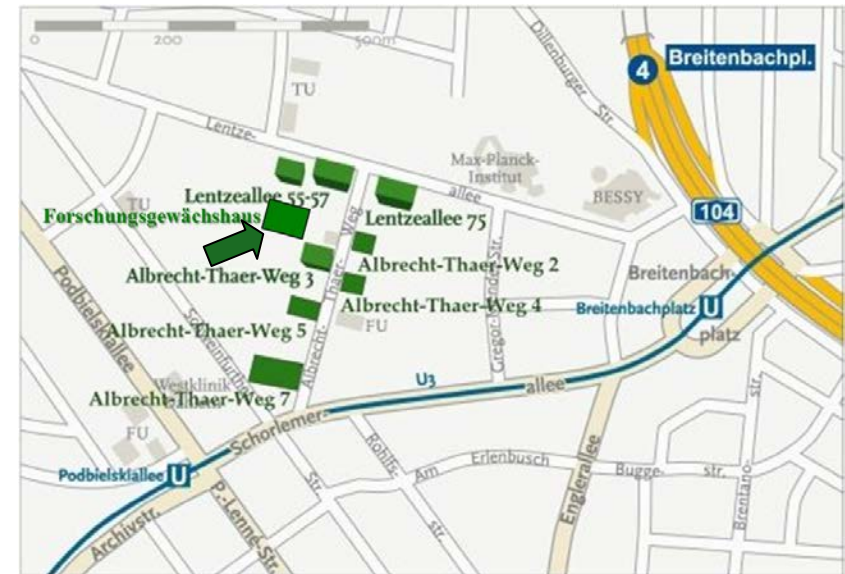 0 200 500m
TU
Dillenburger Str.
4
Breitenbachpl.
Lentze-
allee
Max-Planck-
Institut
BESSY
104
TU
Lentzeallee 55-57
Forschungsgewächshaus
Lentzeallee 75
Albrecht-Thaer-Weg 2
Albrecht-Thaer-Weg 3
Albrecht-Thaer-Weg 4
Albrecht-Thaer-Weg 5
Albrecht-Thaer-Weg 7
Albrecht-
Thaer-
Weg
FU
Breitenbach-
platz
Breitenbachplatz U
Podbielskiallee
Westklinik
FU
U3
Schorlemer-
allee
Podbielskiallee U
Archivstr.
P.-Lenné-Str.
Str.
Rohlfs-
str.
Am Erlenbusch
Englerallee
Bugge-
str.
Brentano-
str.